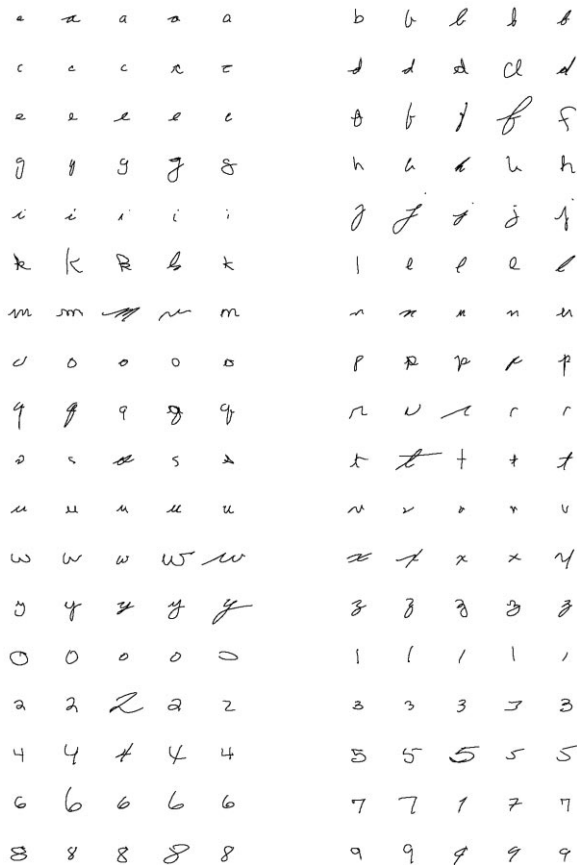 a a a a a b b b b b
c c c c c d d d d d
e e e e e f f f f f
g g g g g h h h h h
i i i i i j j j j j
k k k k k l l l l l
m m m m m n n n n n
o o o o o p p p p p
q q q q q r r r r r
s s s s s t t t t t
u u u u u v v v v v
w w w w w x x x x x
y y y y y z z z z z
0 0 0 0 0 1 1 1 1 1
2 2 2 2 2 3 3 3 3 3
4 4 4 4 4 5 5 5 5 5
6 6 6 6 6 7 7 7 7 7
8 8 8 8 8 9 9 9 9 9